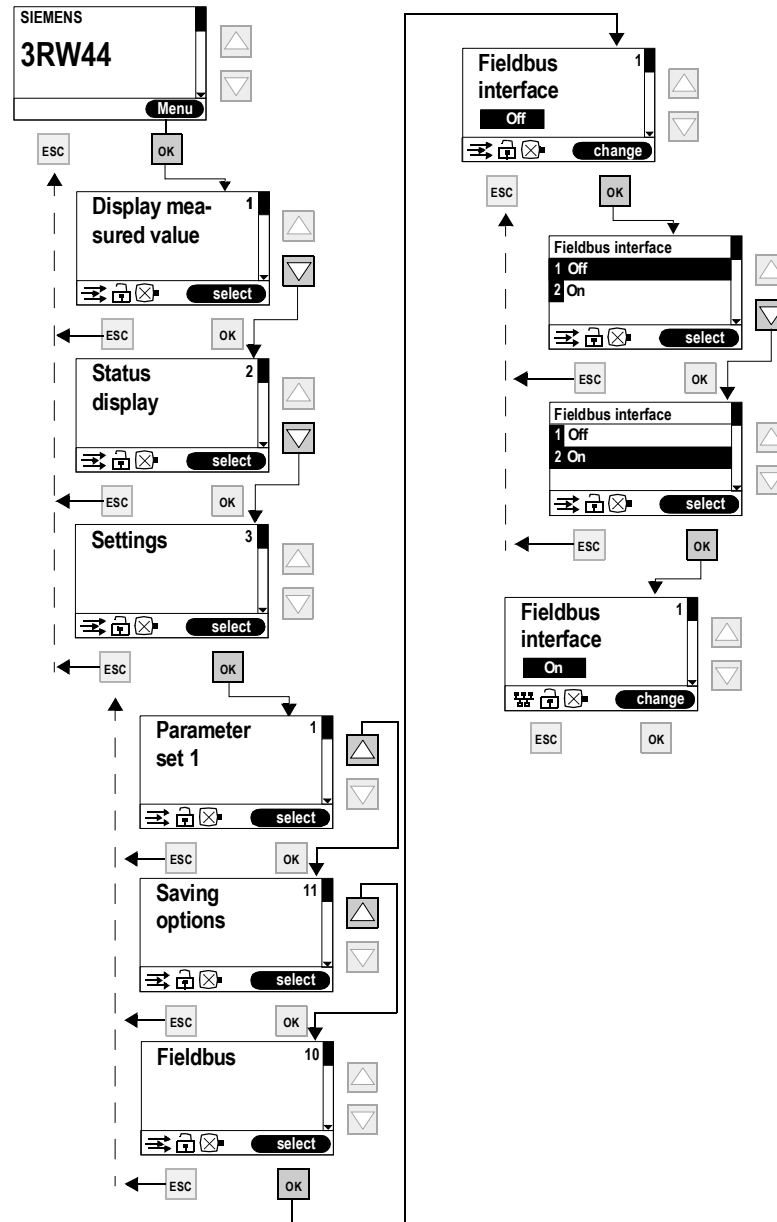 SIEMENS
3RW44
Menu
ESC
OK
Display mea-
sured value
1
select
ESC
OK
Status
display
2
select
ESC
OK
Settings
3
select
ESC
OK
Parameter
set 1
1
select
ESC
OK
Saving
options
11
select
ESC
OK
Fieldbus
10
select
ESC
OK
Fieldbus
interface
1
Off
change
ESC
OK
Fieldbus interface
1 Off
2 On
select
ESC
OK
Fieldbus interface
1 Off
2 On
select
ESC
OK
Fieldbus
interface
1
On
change
ESC
OK